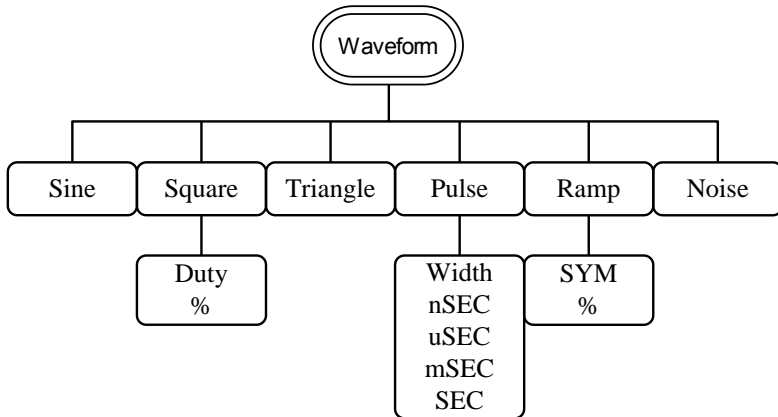 Waveform
Sine
Square
Triangle
Pulse
Ramp
Noise
Duty
%
Width
nSEC
uSEC
mSEC
SEC
SYM
%